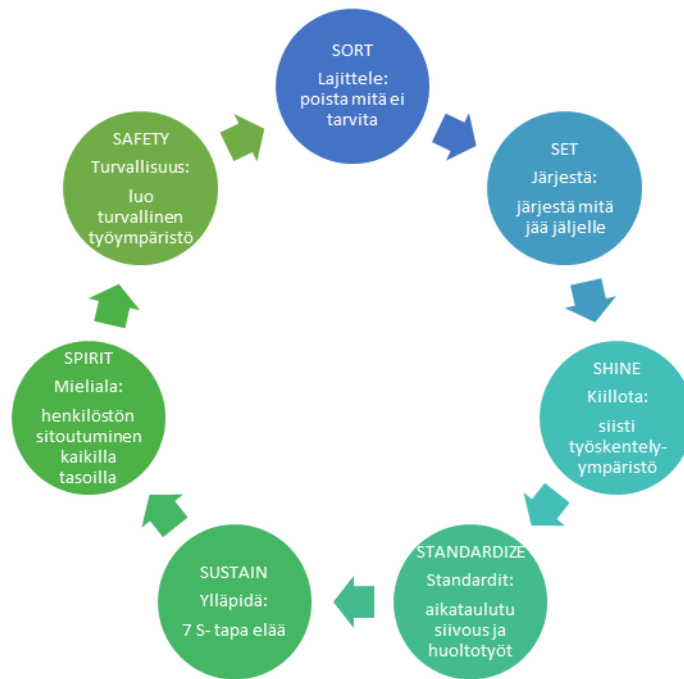 SORT
Lajittele:
poista mitä ei
tarvita
SET
Järjestä:
järjestä mitä
jää jäljelle
SHINE
Kiillota:
siisti
työskentely-
ympäristö
STANDARDIZE
Standardit:
aikataulutu
siivous ja
huoltotyöt
SUSTAIN
Ylläpidä:
7 S- tapa elää
SPIRIT
Mieliala:
henkilöstön
sitoutuminen
kaikilla
tasoilla
SAFETY
Turvallisuus:
luo
turvallinen
työympäristö